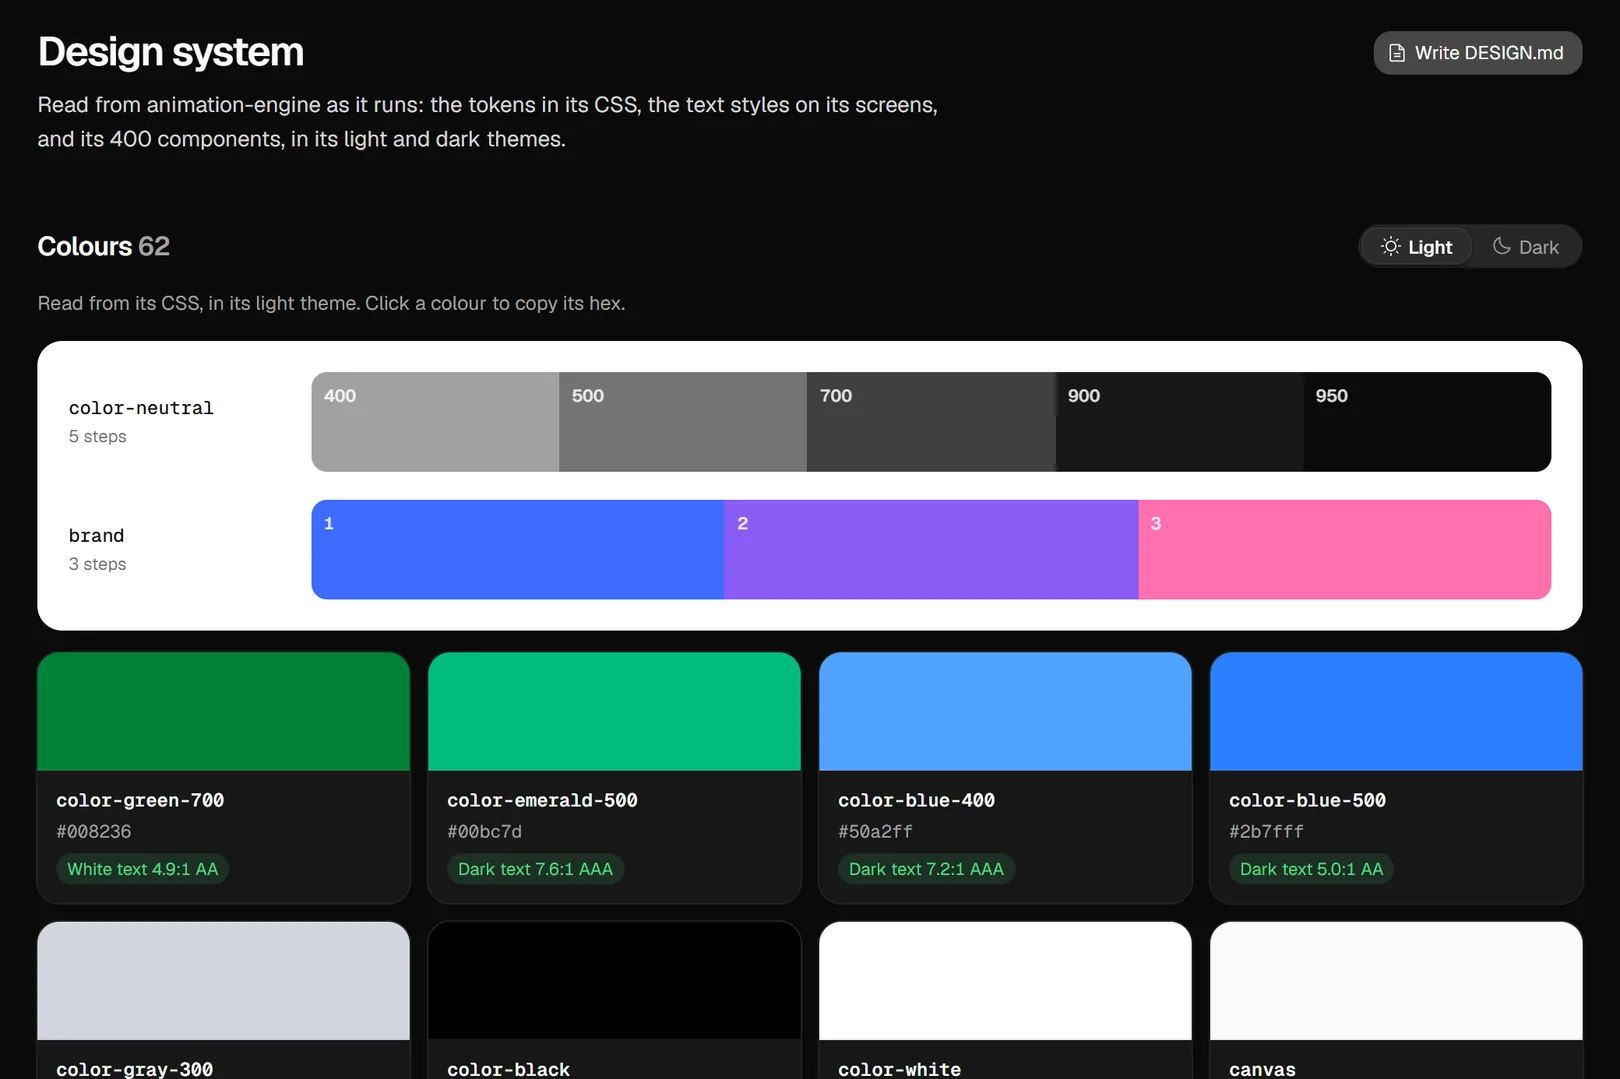 Design system
Write DESIGN.md
Read from animation-engine as it runs: the tokens in its CSS, the text styles on its screens,
and its 400 components, in its light and dark themes.
Colours 62
Light
Dark
Read from its CSS, in its light theme. Click a colour to copy its hex.
color-neutral
5 steps
400
500
700
900
950
brand
3 steps
1
2
3
color-green-700
#008236
White text 4.9:1 AA
color-emerald-500
#00bc7d
Dark text 7.6:1 AAA
color-blue-400
#50a2ff
Dark text 7.2:1 AAA
color-blue-500
#2b7fff
Dark text 5.0:1 AA
color-gray-300
color-black
color-white
canvas